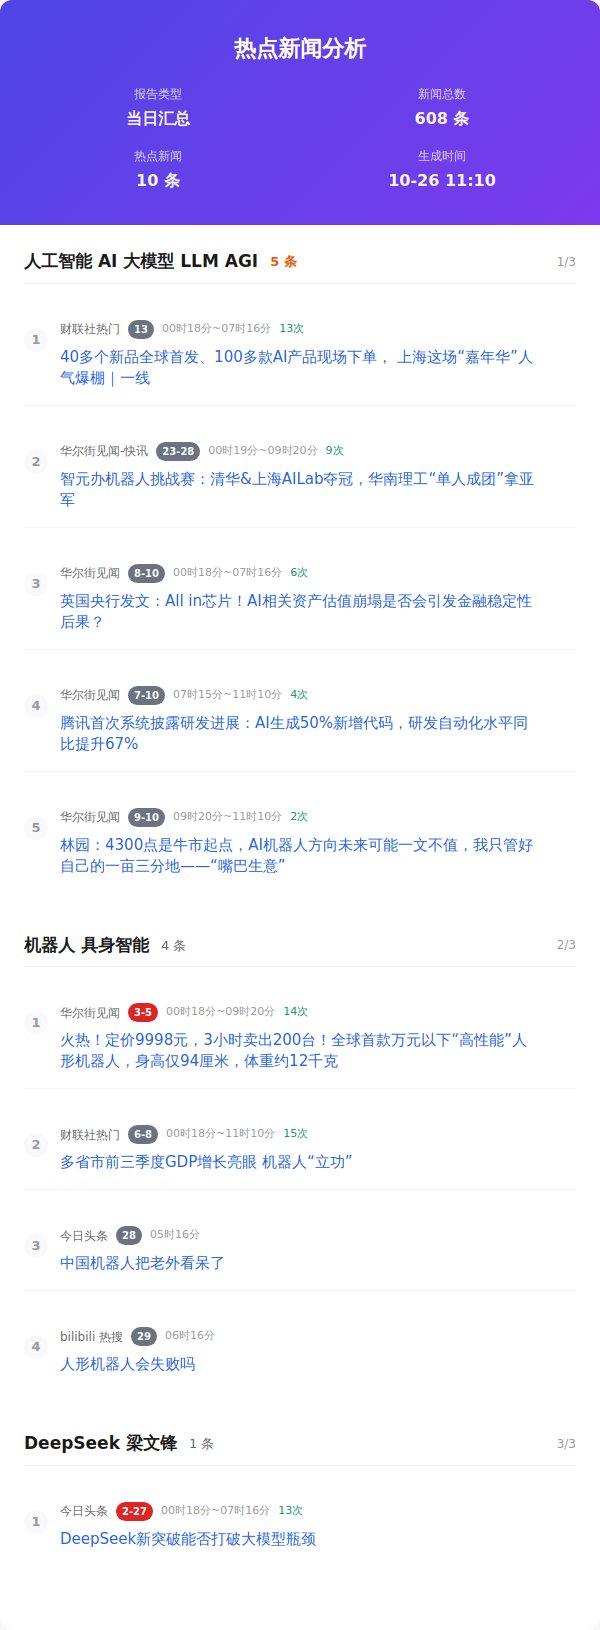 热点新闻分析
报告类型
新闻总数
当日汇总
608 条
热点新闻
生成时间
10 条
10-26 11:10
人工智能 AI 大模型 LLM AGI 5 条 1/3
1
财联社热门 13 00时18分~07时16分 13次
40多个新品全球首发、100多款AI产品现场下单， 上海这场“嘉年华”人
气爆棚｜一线
2
华尔街见闻-快讯 23-28 00时19分~09时20分 9次
智元办机器人挑战赛：清华&上海AILab夺冠，华南理工“单人成团”拿亚
军
3
华尔街见闻 8-10 00时18分~07时16分 6次
英国央行发文：All in芯片！AI相关资产估值崩塌是否会引发金融稳定性
后果？
4
华尔街见闻 7-10 07时15分~11时10分 4次
腾讯首次系统披露研发进展：AI生成50%新增代码，研发自动化水平同
比提升67%
5
华尔街见闻 9-10 09时20分~11时10分 2次
林园：4300点是牛市起点，AI机器人方向未来可能一文不值，我只管好
自己的一亩三分地——“嘴巴生意”
机器人 具身智能 4 条 2/3
1
华尔街见闻 3-5 00时18分~09时20分 14次
火热！定价9998元，3小时卖出200台！全球首款万元以下“高性能”人
形机器人，身高仅94厘米，体重约12千克
2
财联社热门 6-8 00时18分~11时10分 15次
多省市前三季度GDP增长亮眼 机器人“立功”
3
今日头条 28 05时16分
中国机器人把老外看呆了
4
bilibili 热搜 29 06时16分
人形机器人会失败吗
DeepSeek 梁文锋 1 条 3/3
1
今日头条 2-27 00时18分~07时16分 13次
DeepSeek新突破能否打破大模型瓶颈